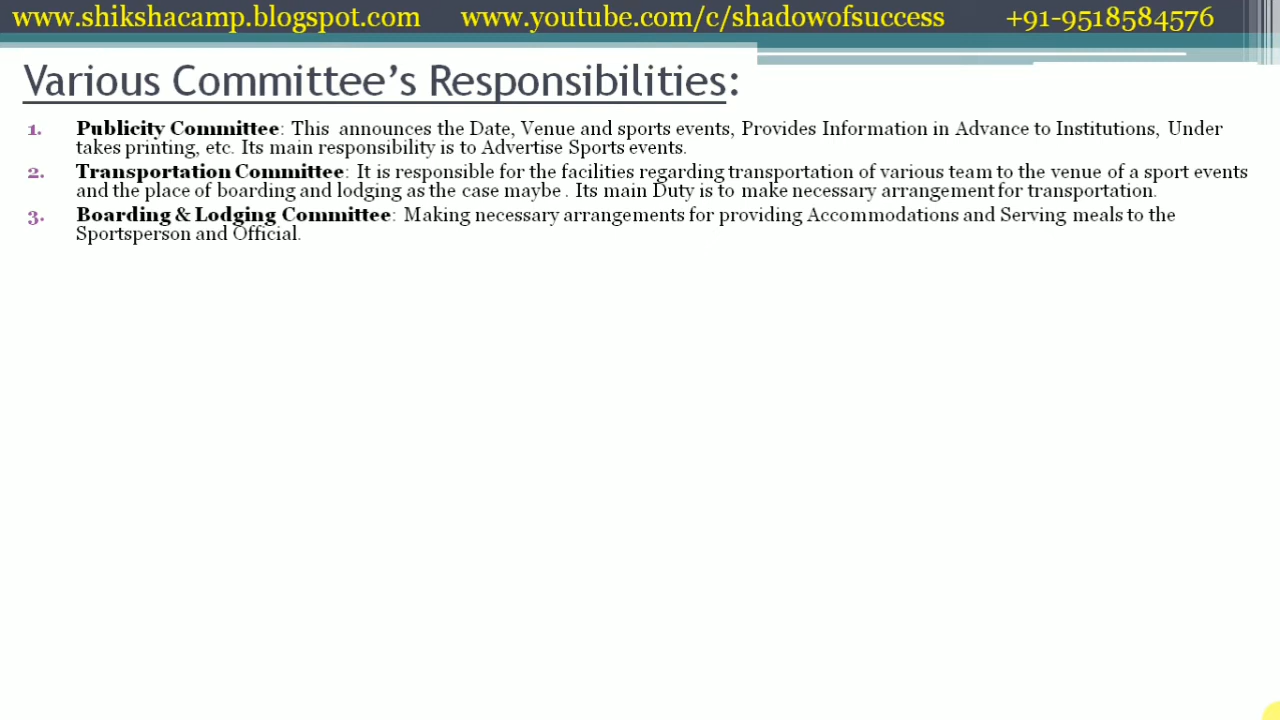 www.shikshacamp.blogspot.com www.youtube.com/c/shadowofsuccess +91-9518584576
Various Committee’s Responsibilities:
1. Publicity Committee: This announces the Date, Venue and sports events, Provides Information in Advance to Institutions, Under
takes printing, etc. Its main responsibility is to Advertise Sports events.
2. Transportation Committee: It is responsible for the facilities regarding transportation of various team to the venue of a sport events
and the place of boarding and lodging as the case maybe . Its main Duty is to make necessary arrangement for transportation.
3. Boarding & Lodging Committee: Making necessary arrangements for providing Accommodations and Serving meals to the
Sportsperson and Official.